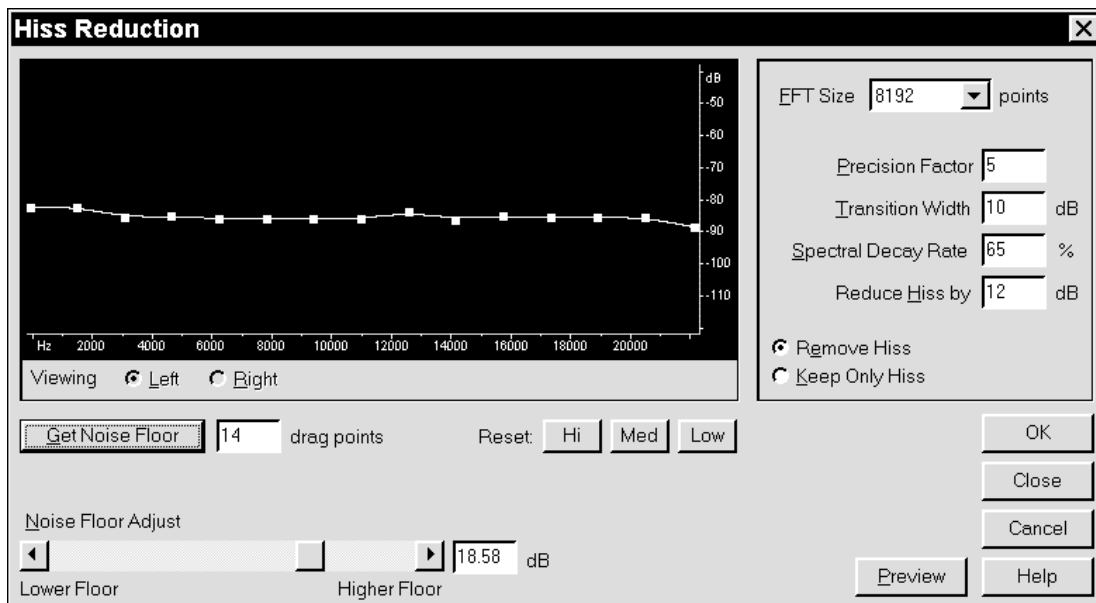 Hiss Reduction
dB
-50
-60
-70
-80
-90
-100
-110
Hz 2000 4000 6000 8000 10000 12000 14000 16000 18000 20000
Viewing Left Right
FFT Size 8192 points
Precision Factor 5
Transition Width 10 dB
Spectral Decay Rate 65 %
Reduce Hiss by 12 dB
Remove Hiss
Keep Only Hiss
Get Noise Floor 14 drag points Reset: Hi Med Low
OK
Close
Cancel
Noise Floor Adjust
18.58 dB
Lower Floor Higher Floor
Preview Help